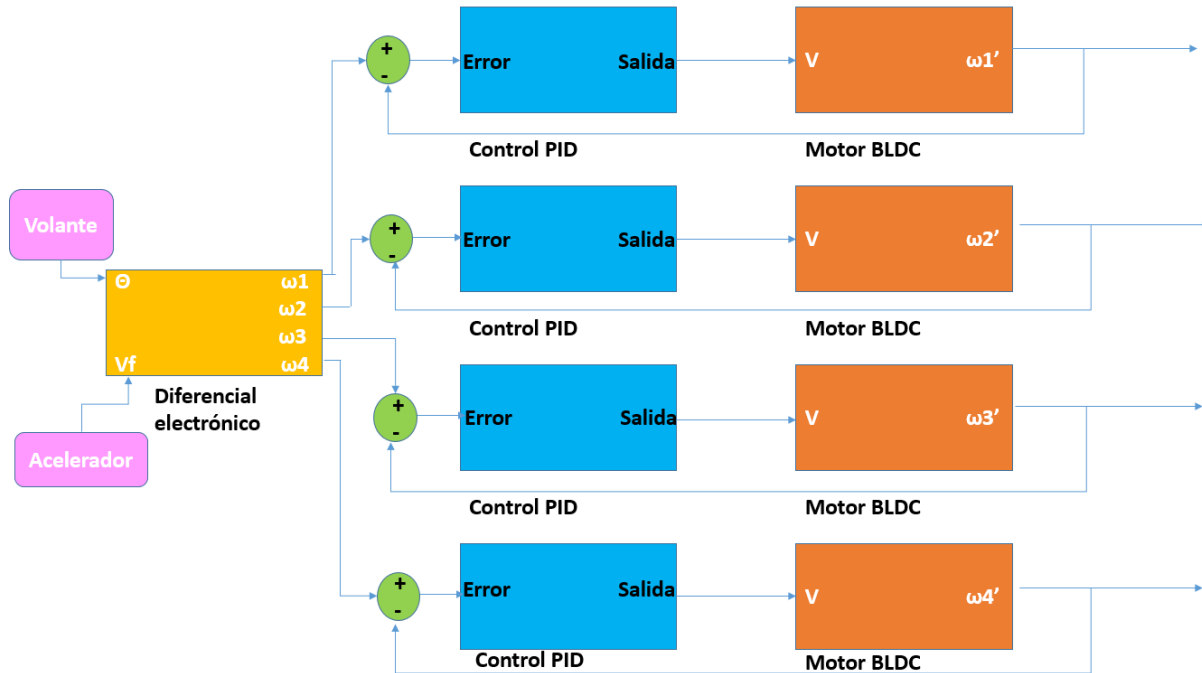 +
-
Error Salida
V ω1’
Control PID
Motor BLDC
Volante
+
-
Error Salida
V ω2’
Control PID
Motor BLDC
Θ ω1
ω2
ω3
Vf ω4
Diferencial
electrónico
Acelerador
+
-
Error Salida
V ω3’
Control PID
Motor BLDC
+
-
Error Salida
V ω4’
Control PID
Motor BLDC